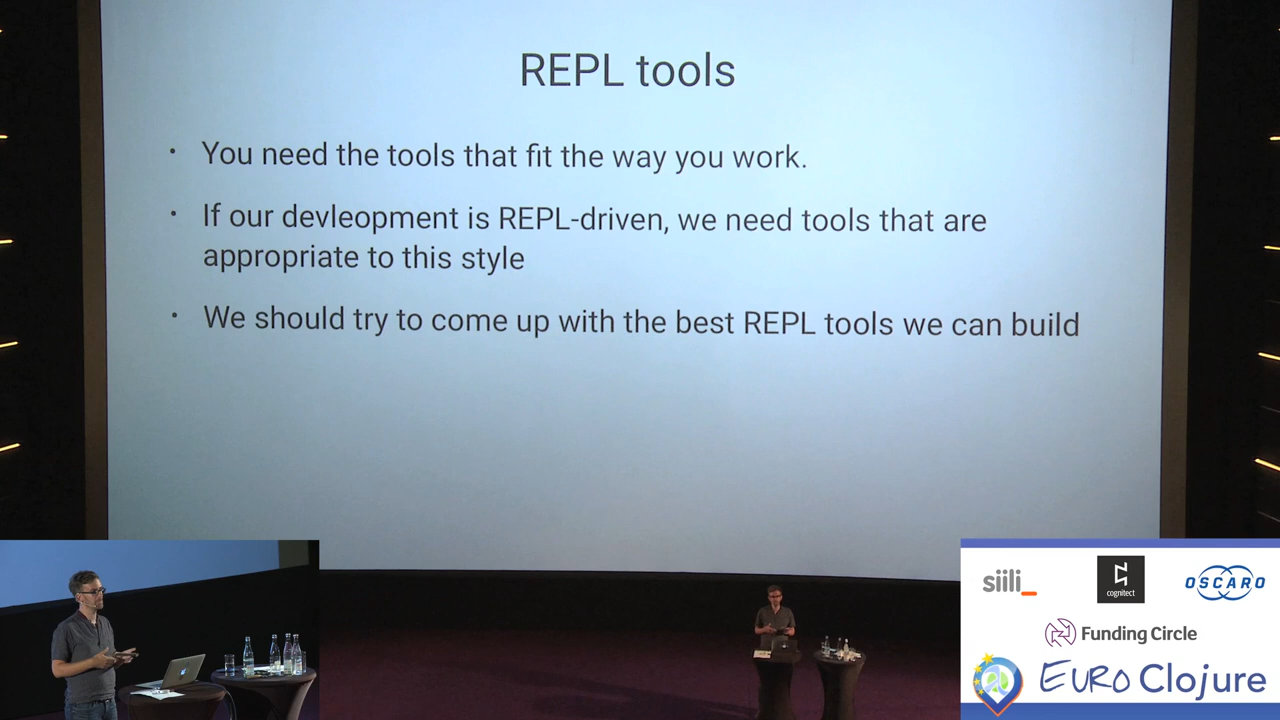 REPL tools
• You need the tools that fit the way you work.
• If our devleopment is REPL-driven, we need tools that are
appropriate to this style
• We should try to come up with the best REPL tools we can build
siili_
cognitect
OSCARO
Funding Circle
EURO Clojure